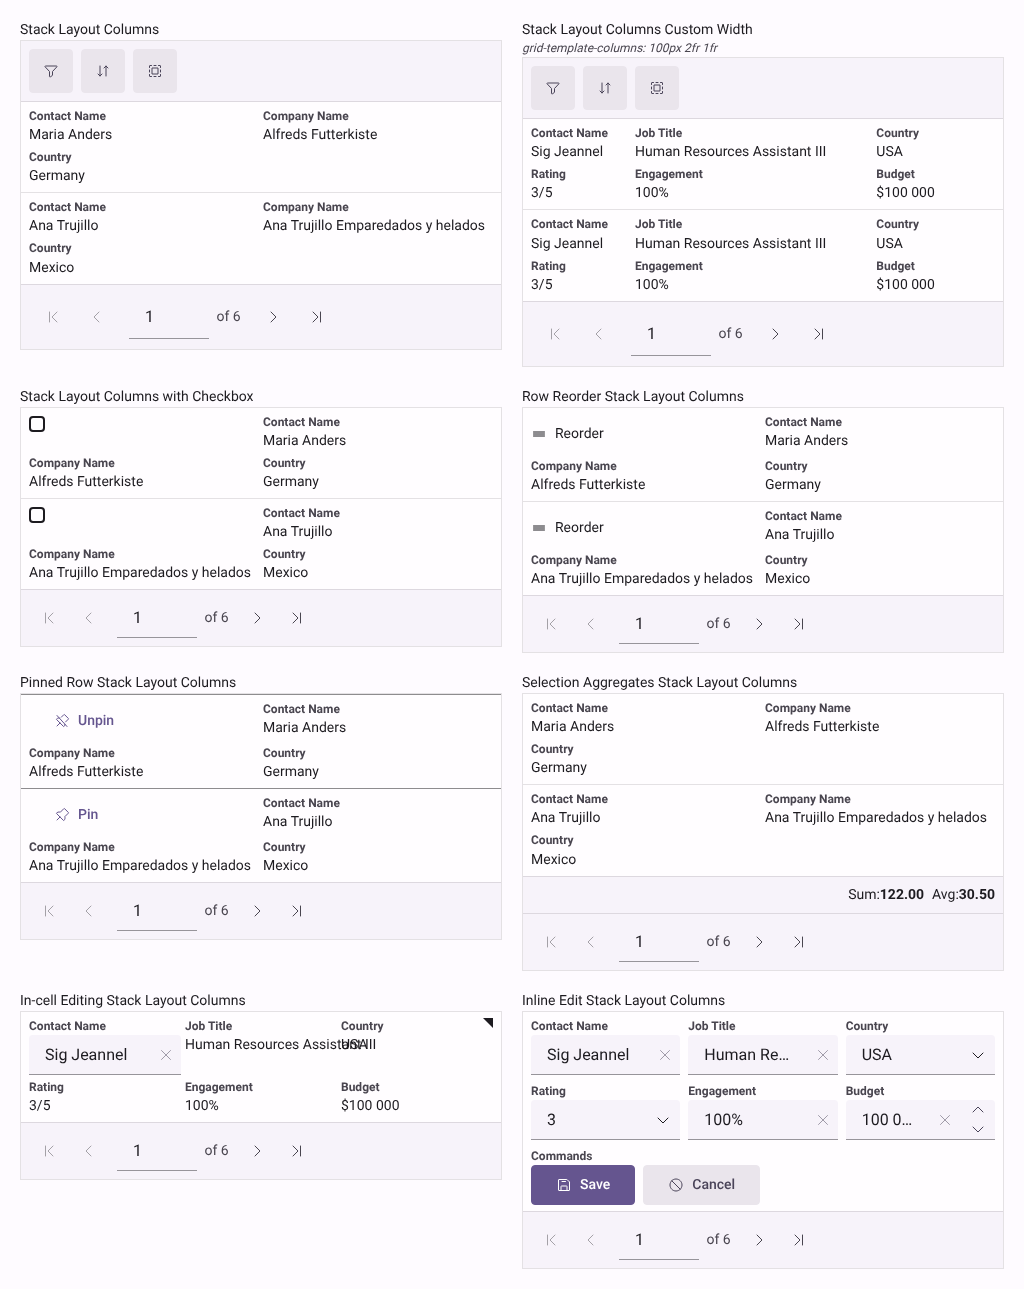 Stack Layout Columns
Contact Name Company Name
Maria Anders Alfreds Futterkiste
Country
Germany
Contact Name Company Name
Ana Trujillo Ana Trujillo Emparedados y helados
Country
Mexico
1 of 6
Stack Layout Columns Custom Width
grid-template-columns: 100px 2fr 1fr
Contact Name Job Title Country
Sig Jeannel Human Resources Assistant III USA
Rating Engagement Budget
3/5 100% $100 000
Contact Name Job Title Country
Sig Jeannel Human Resources Assistant III USA
Rating Engagement Budget
3/5 100% $100 000
1 of 6
Stack Layout Columns with Checkbox
Contact Name
Maria Anders
Company Name Country
Alfreds Futterkiste Germany
Contact Name
Ana Trujillo
Company Name Country
Ana Trujillo Emparedados y helados Mexico
1 of 6
Row Reorder Stack Layout Columns
Contact Name
Reorder
Maria Anders
Company Name Country
Alfreds Futterkiste Germany
Contact Name
Reorder
Ana Trujillo
Company Name Country
Ana Trujillo Emparedados y helados Mexico
1 of 6
Pinned Row Stack Layout Columns
Contact Name
Unpin
Maria Anders
Company Name Country
Alfreds Futterkiste Germany
Contact Name
Pin
Ana Trujillo
Company Name Country
Ana Trujillo Emparedados y helados Mexico
1 of 6
Selection Aggregates Stack Layout Columns
Contact Name Company Name
Maria Anders Alfreds Futterkiste
Country
Germany
Contact Name Company Name
Ana Trujillo Ana Trujillo Emparedados y helados
Country
Mexico
Sum:122.00 Avg:30.50
1 of 6
In-cell Editing Stack Layout Columns
Contact Name Job Title Country
Sig Jeannel Human Resources Assistant III USA
Rating Engagement Budget
3/5 100% $100 000
1 of 6
Inline Edit Stack Layout Columns
Contact Name Job Title Country
Sig Jeannel Human Re... USA
Rating Engagement Budget
3 100% 100 0...
Commands
Save Cancel
1 of 6